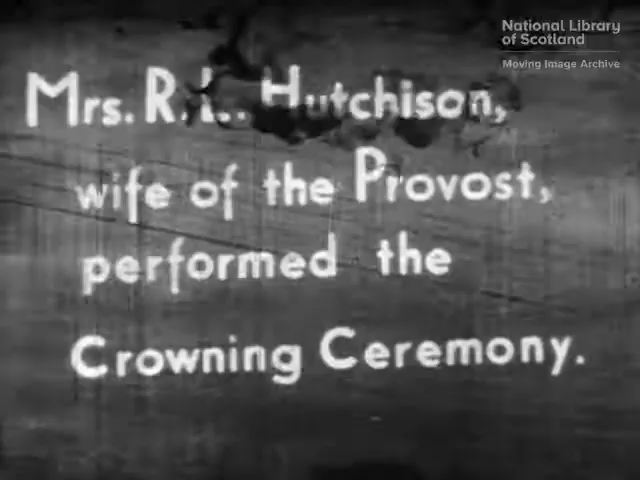 National Library
of Scotland
Moving Image Archive
Mrs. R. L. Hutchison,
wife of the Provost,
performed the
Crowning Ceremony.